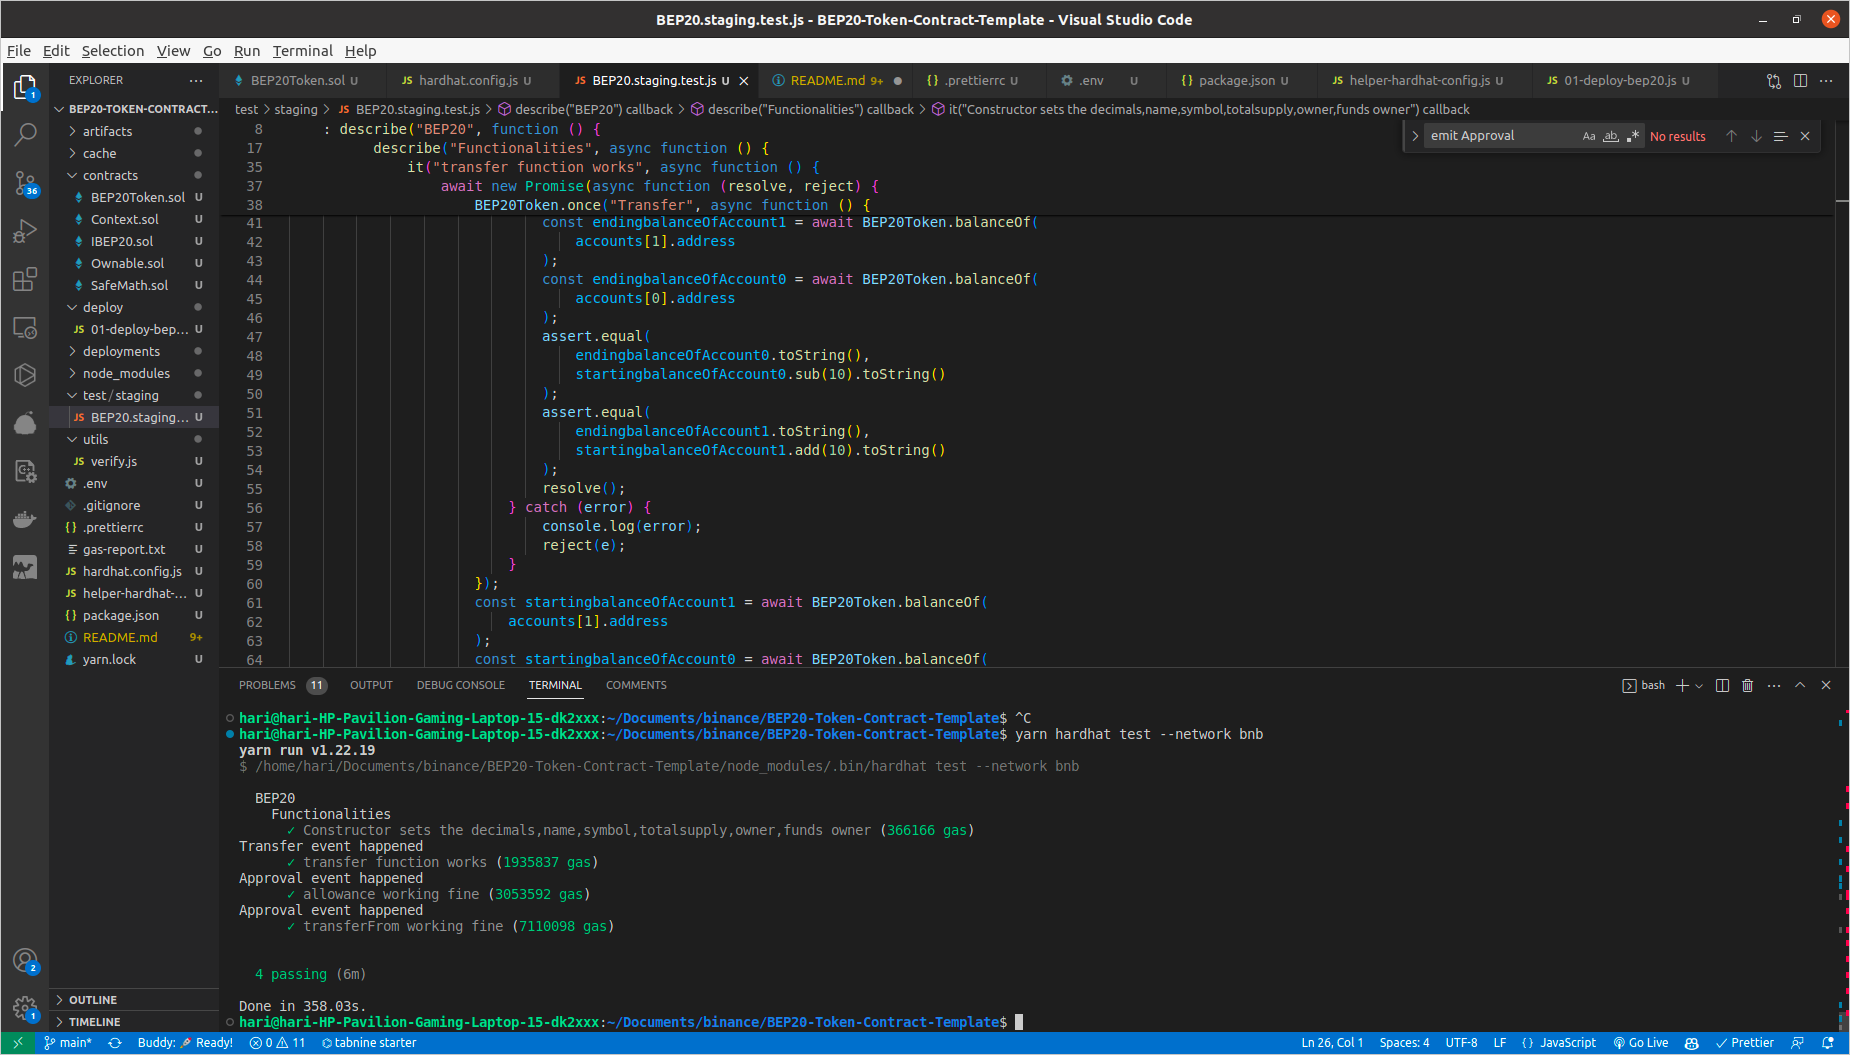 BEP20.staging.test.js - BEP20-Token-Contract-Template - Visual Studio Code
File Edit Selection View Go Run Terminal Help
1
36
2
1
EXPLORER ···
BEP20-TOKEN-CONTRACT...
artifacts
cache
contracts
BEP20Token.sol U
Context.sol U
IBEP20.sol U
Ownable.sol U
SafeMath.sol U
deploy
JS 01-deploy-bep... U
deployments
node_modules
test/staging
JS BEP20.staging... U
utils
JS verify.js U
.env U
.gitignore U
{} .prettierrc U
gas-report.txt U
JS hardhat.config.js U
JS helper-hardhat-... U
{} package.json U
README.md 9+
yarn.lock U
OUTLINE
TIMELINE
BEP20Token.sol U JS hardhat.config.js U JS BEP20.staging.test.js U README.md 9+ {} .prettierrc U .env U {} package.json U JS helper-hardhat-config.js U JS 01-deploy-bep20.js U
test > staging > JS BEP20.staging.test.js > describe("BEP20") callback > describe("Functionalities") callback > it("Constructor sets the decimals,name,symbol,totalsupply,owner,funds owner") callback
emit Approval Aa ab .* No results
8 : describe("BEP20", function () {
17 describe("Functionalities", async function () {
35 it("transfer function works", async function () {
37 await new Promise(async function (resolve, reject) {
38 BEP20Token.once("Transfer", async function () {
41 const endingbalanceOfAccount1 = await BEP20Token.balanceOf(
42 accounts[1].address
43 );
44 const endingbalanceOfAccount0 = await BEP20Token.balanceOf(
45 accounts[0].address
46 );
47 assert.equal(
48 endingbalanceOfAccount0.toString(),
49 startingbalanceOfAccount0.sub(10).toString()
50 );
51 assert.equal(
52 endingbalanceOfAccount1.toString(),
53 startingbalanceOfAccount1.add(10).toString()
54 );
55 resolve();
56 } catch (error) {
57 console.log(error);
58 reject(e);
59 }
60 });
61 const startingbalanceOfAccount1 = await BEP20Token.balanceOf(
62 accounts[1].address
63 );
64 const startingbalanceOfAccount0 = await BEP20Token.balanceOf(
PROBLEMS 11 OUTPUT DEBUG CONSOLE TERMINAL COMMENTS bash
hari@hari-HP-Pavilion-Gaming-Laptop-15-dk2xxx:~/Documents/binance/BEP20-Token-Contract-Template$ ^C
hari@hari-HP-Pavilion-Gaming-Laptop-15-dk2xxx:~/Documents/binance/BEP20-Token-Contract-Template$ yarn hardhat test --network bnb
yarn run v1.22.19
$ /home/hari/Documents/binance/BEP20-Token-Contract-Template/node_modules/.bin/hardhat test --network bnb
BEP20
Functionalities
✓ Constructor sets the decimals,name,symbol,totalsupply,owner,funds owner (366166 gas)
Transfer event happened
✓ transfer function works (1935837 gas)
Approval event happened
✓ allowance working fine (3053592 gas)
Approval event happened
✓ transferFrom working fine (7110098 gas)
4 passing (6m)
Done in 358.03s.
hari@hari-HP-Pavilion-Gaming-Laptop-15-dk2xxx:~/Documents/binance/BEP20-Token-Contract-Template$
main* Buddy: Ready! 0 11 tabnine starter Ln 26, Col 1 Spaces: 4 UTF-8 LF {} JavaScript Go Live Prettier